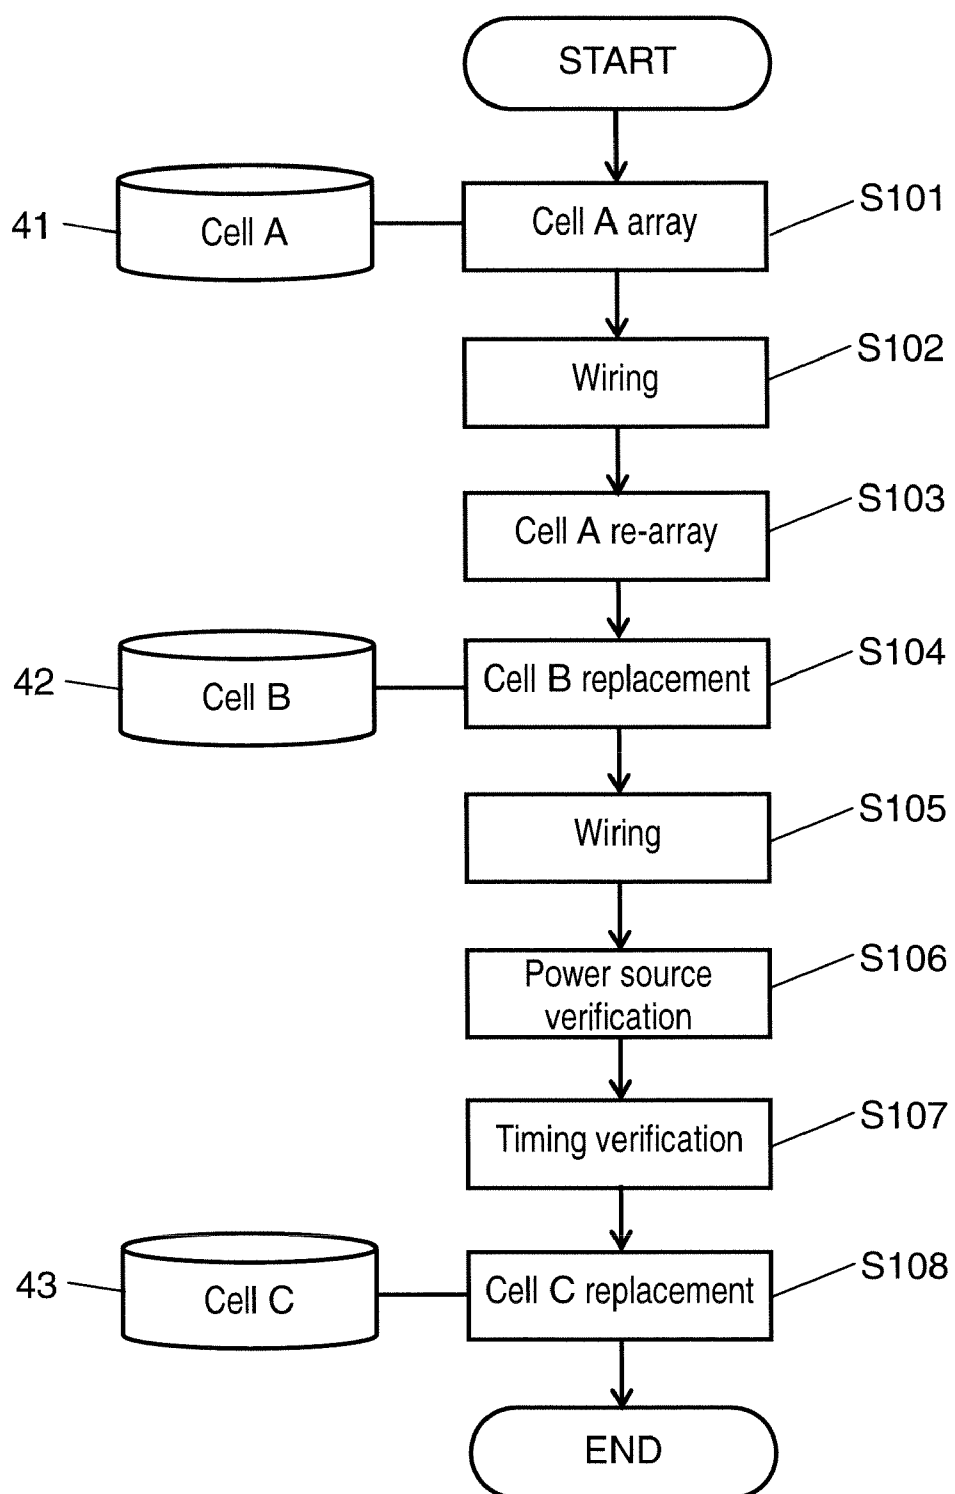 START
41
Cell A
Cell A array
S101
Wiring
S102
Cell A re-array
S103
42
Cell B
Cell B replacement
S104
Wiring
S105
Power source
verification
S106
Timing verification
S107
43
Cell C
Cell C replacement
S108
END